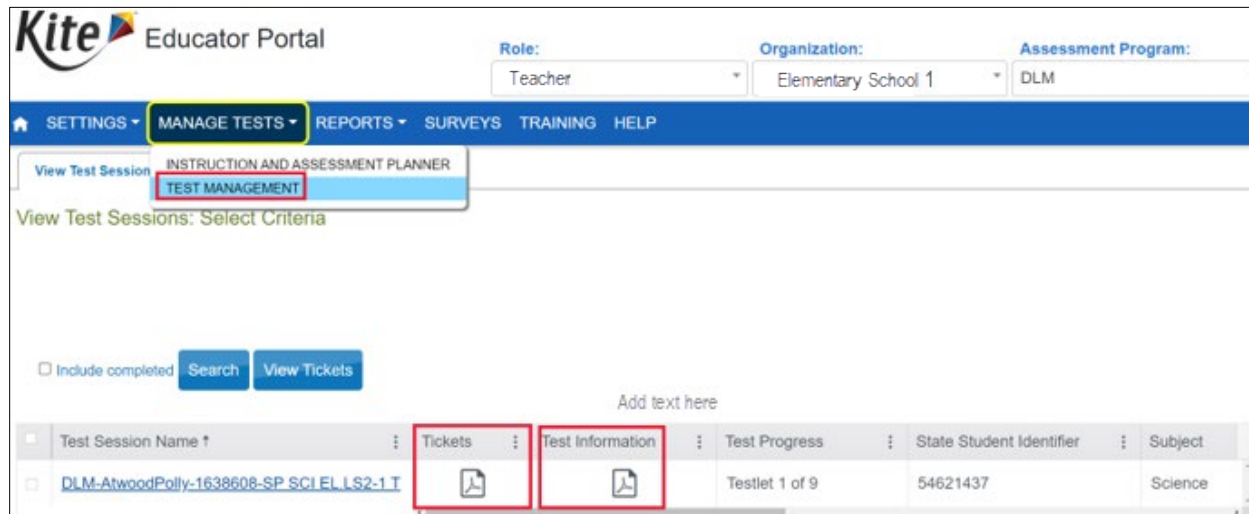 Kite Educator Portal
Role: Organization: Assessment Program:
Teacher Elementary School 1 DLM
SETTINGS MANAGE TESTS REPORTS SURVEYS TRAINING HELP
View Test Session INSTRUCTION AND ASSESSMENT PLANNER
TEST MANAGEMENT
View Test Sessions: Select Criteria
Include completed Search View Tickets
Add text here
Test Session Name ↑ Tickets Test Information Test Progress State Student Identifier Subject
DLM-AtwoodPolly-1638608-SP SCI EL.LS2-1 T Testlet 1 of 9 54621437 Science